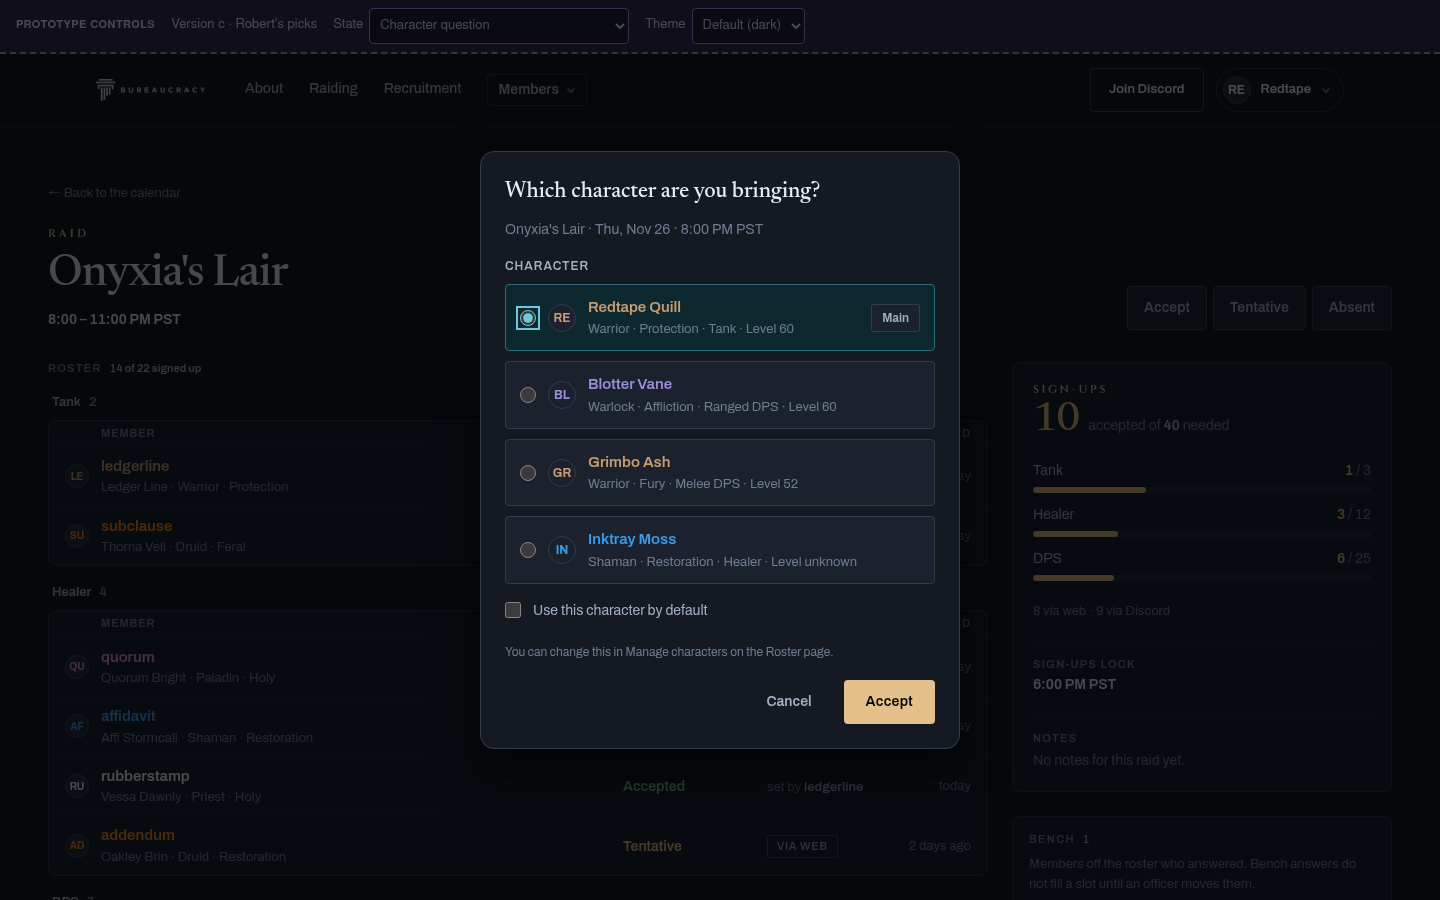 PROTOTYPE CONTROLS Version c · Robert's picks State Character question Theme Default (dark)
BUREAUCRACY About Raiding Recruitment Members Join Discord RE Redtape
← Back to the calendar
RAID
Onyxia's Lair
8:00 – 11:00 PM PST
Accept Tentative Absent
ROSTER 14 of 22 signed up
Tank 2
MEMBER
LE ledgerline
Ledger Line · Warrior · Protection
SU subclause
Thorna Vell · Druid · Feral
Healer 4
MEMBER
QU quorum
Quorum Bright · Paladin · Holy
AF affidavit
Affi Stormcall · Shaman · Restoration
RU rubberstamp
Vessa Dawnly · Priest · Holy
Accepted set by ledgerline today
AD addendum
Oakley Brin · Druid · Restoration
Tentative VIA WEB 2 days ago
Which character are you bringing?
Onyxia's Lair · Thu, Nov 26 · 8:00 PM PST
CHARACTER
RE Redtape Quill
Warrior · Protection · Tank · Level 60
Main
BL Blotter Vane
Warlock · Affliction · Ranged DPS · Level 60
GR Grimbo Ash
Warrior · Fury · Melee DPS · Level 52
IN Inktray Moss
Shaman · Restoration · Healer · Level unknown
Use this character by default
You can change this in Manage characters on the Roster page.
Cancel Accept
SIGN-UPS
10 accepted of 40 needed
Tank 1 / 3
Healer 3 / 12
DPS 6 / 25
8 via web · 9 via Discord
SIGN-UPS LOCK
6:00 PM PST
NOTES
No notes for this raid yet.
BENCH 1
Members off the roster who answered. Bench answers do
not fill a slot until an officer moves them.